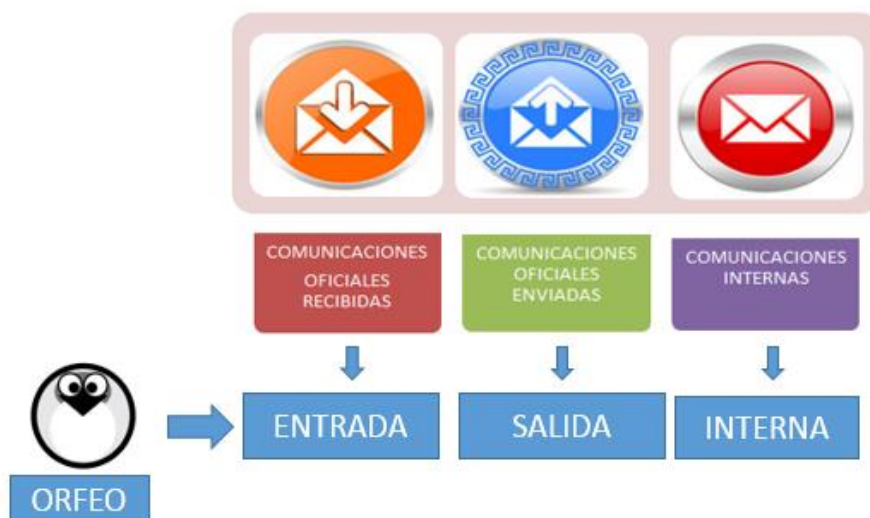 COMUNICACIONES
OFICIALES
RECIBIDAS
COMUNICACIONES
OFICIALES
ENVIADAS
COMUNICACIONES
INTERNAS
ENTRADA
SALIDA
INTERNA
ORFEO